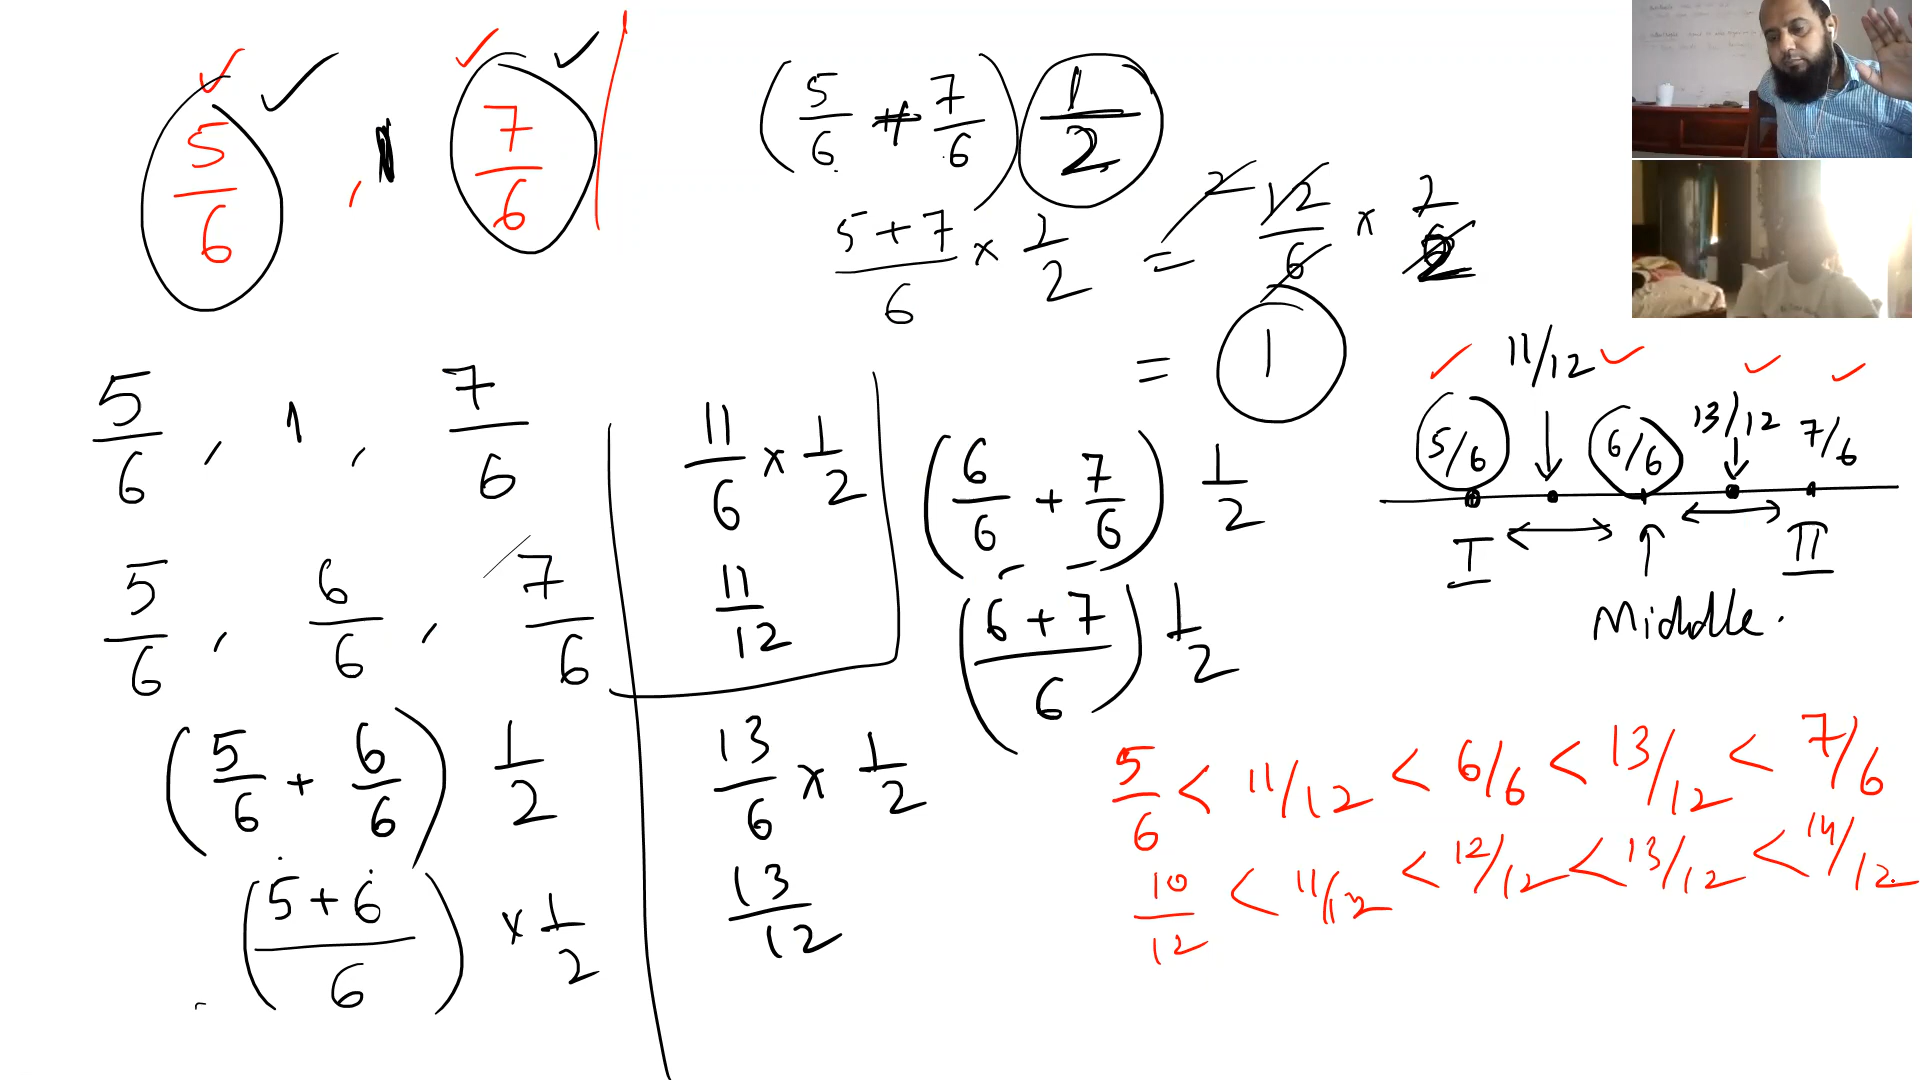 5/6 , 1 7/6
(5/6 + 7/6) 1/2
(5+7)/6 × 1/2 = 12/6 × 1/2
= 1
5/6 , 1 , 7/6
5/6 , 6/6 , 7/6
(5/6 + 6/6) 1/2
((5+6)/6) × 1/2
11/6 × 1/2
11/12
13/6 × 1/2
13/12
(6/6 + 7/6) 1/2
((6+7)/6) 1/2
11/12
5/6 6/6 13/12 7/6
I ↔ ↑ ↔ II
Middle.
5/6 < 11/12 < 6/6 < 13/12 < 7/6
10/12 < 11/12 < 12/12 < 13/12 < 14/12